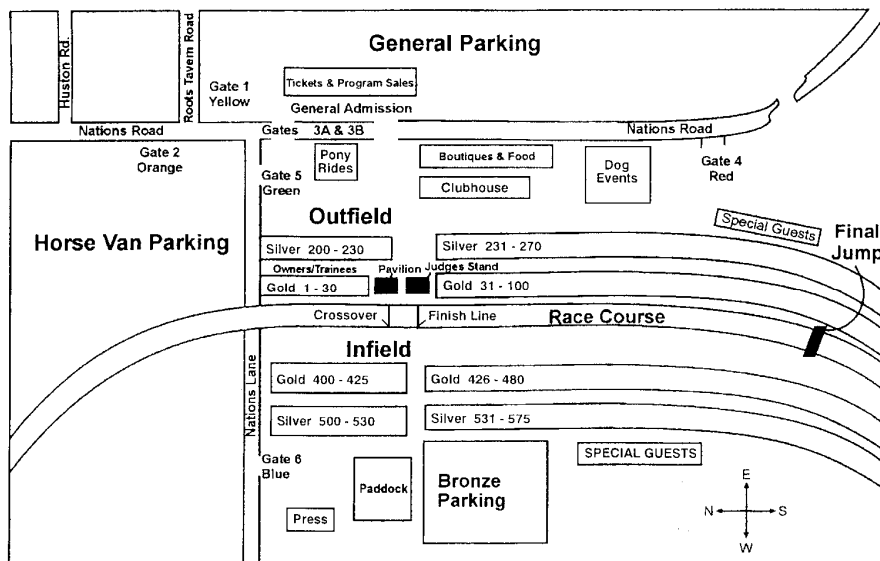 General Parking
Huston Rd.
Roots Tavern Road
Gate 1
Yellow
Tickets & Program Sales
General Admission
Nations Road
Gates 3A & 3B
Nations Road
Gate 2
Orange
Pony
Rides
Boutiques & Food
Dog
Events
Gate 4
Red
Gate 5
Green
Clubhouse
Outfield
Special Guests
Final
Jump
Horse Van Parking
Silver 200 - 230
Silver 231 - 270
Owners/Trainees
Pavilion
Judges Stand
Gold 1 - 30
Gold 31 - 100
Crossover
Finish Line
Race Course
Infield
Nations Lane
Gold 400 - 425
Gold 426 - 480
Silver 500 - 530
Silver 531 - 575
Gate 6
Blue
Paddock
Bronze
Parking
SPECIAL GUESTS
Press
E
N
S
W